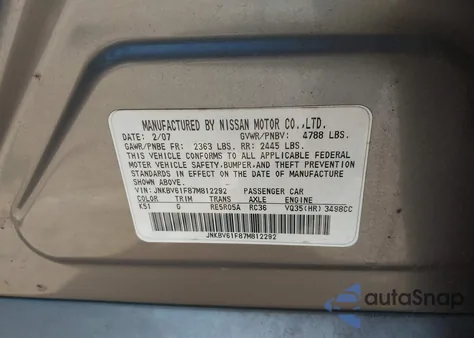 MANUFACTURED BY NISSAN MOTOR CO.,LTD.
DATE: 2/07 GVWR/PNBV: 4788 LBS.
GAWR/PNBE FR: 2363 LBS. RR: 2445 LBS.
THIS VEHICLE CONFORMS TO ALL APPLICABLE FEDERAL
MOTOR VEHICLE SAFETY,BUMPER,AND THEFT PREVENTION
STANDARDS IN EFFECT ON THE DATE OF MANUFACTURE
SHOWN ABOVE.
VIN: JNKBV61F87M812292 PASSENGER CAR
COLOR TRIM TRANS AXLE ENGINE
K51 G RE5R05A RC36 VQ35(HR) 3498CC
JNKBV61F87M812292
autoSnap